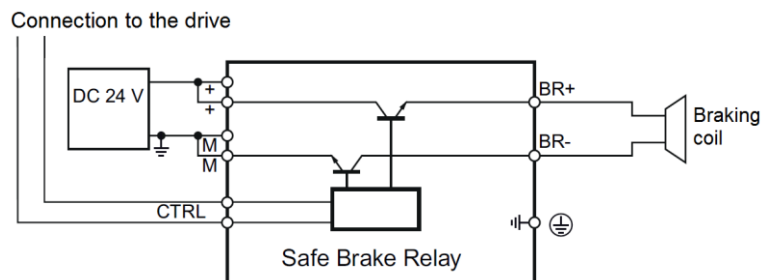 Connection to the drive
DC 24 V
+
+
BR+
Braking
coil
BR-
M
M
CTRL
Safe Brake Relay